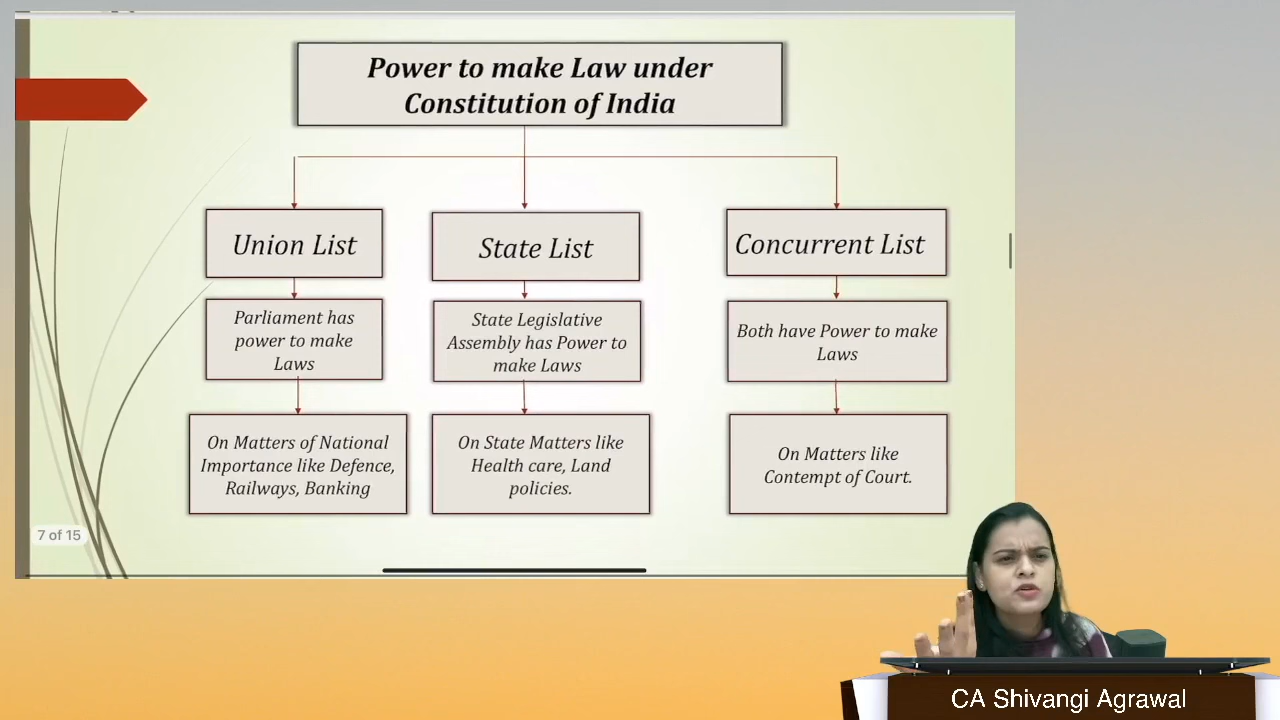 Power to make Law under
Constitution of India
Union List
State List
Concurrent List
Parliament has
power to make
Laws
State Legislative
Assembly has Power to
make Laws
Both have Power to make
Laws
On Matters of National
Importance like Defence,
Railways, Banking
On State Matters like
Health care, Land
policies.
On Matters like
Contempt of Court.
7 of 15
CA Shivangi Agrawal